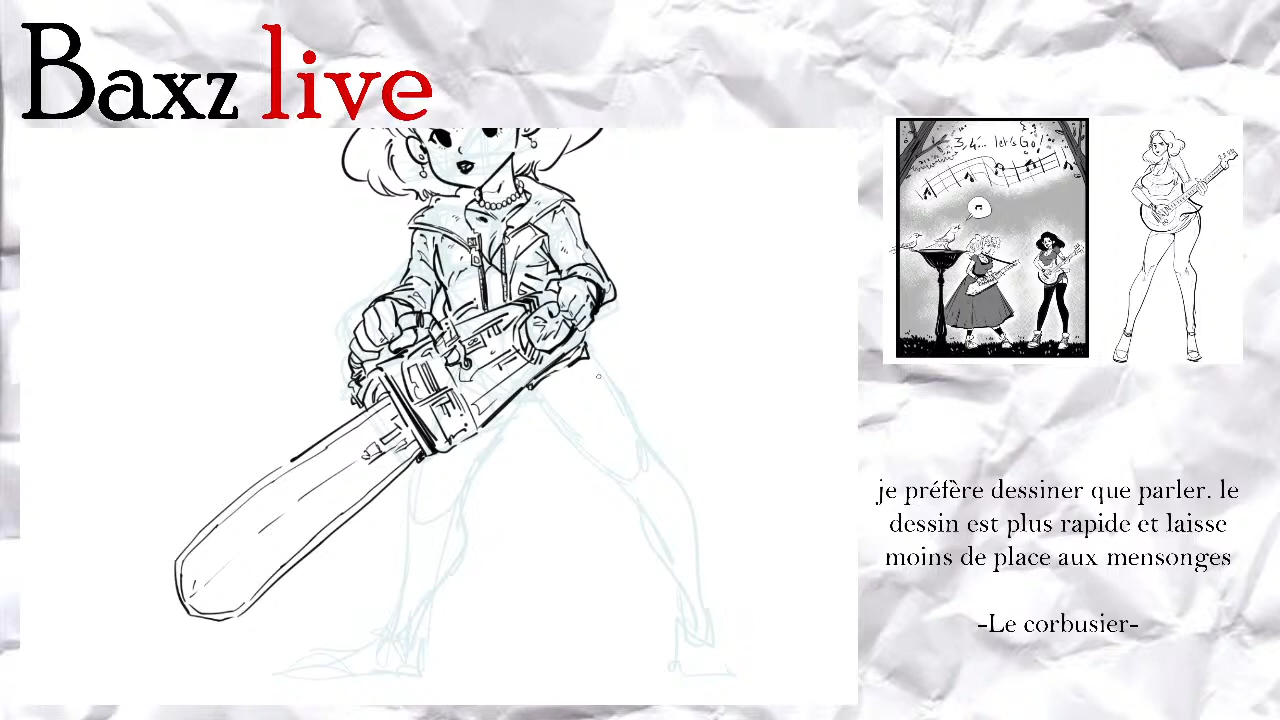 Baxz live
3, 4... let's Go!
je préfère dessiner que parler. le
dessin est plus rapide et laisse
moins de place aux mensonges
-Le corbusier-